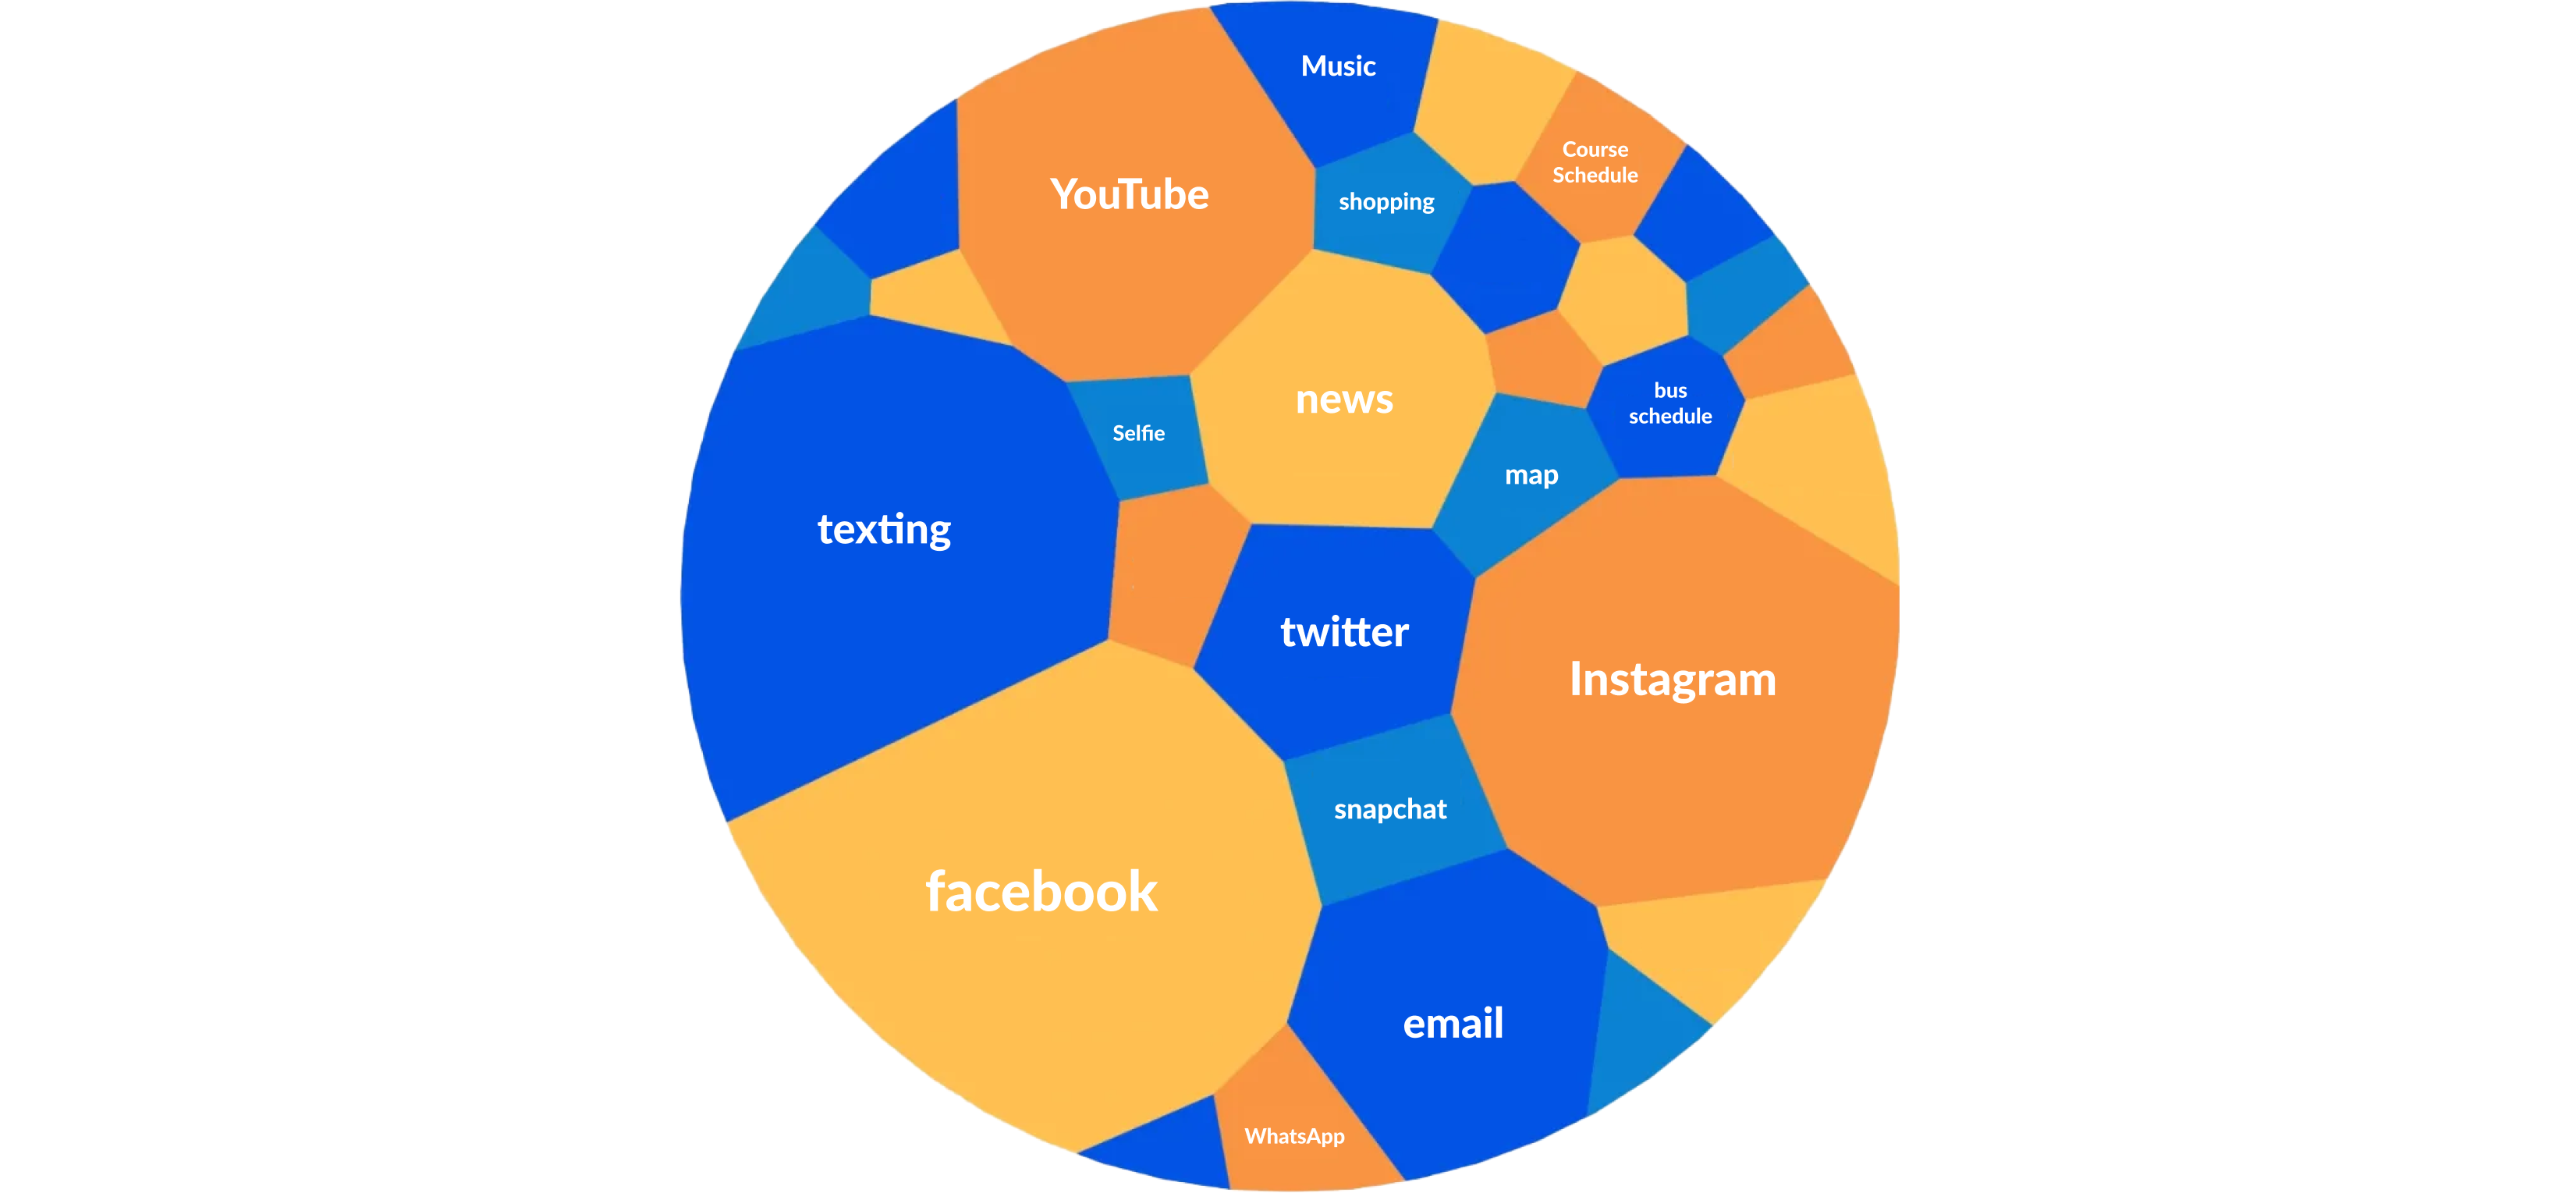 Music
Course
Schedule
YouTube
shopping
news
bus
schedule
Selfie
map
texting
twitter
Instagram
snapchat
facebook
email
WhatsApp